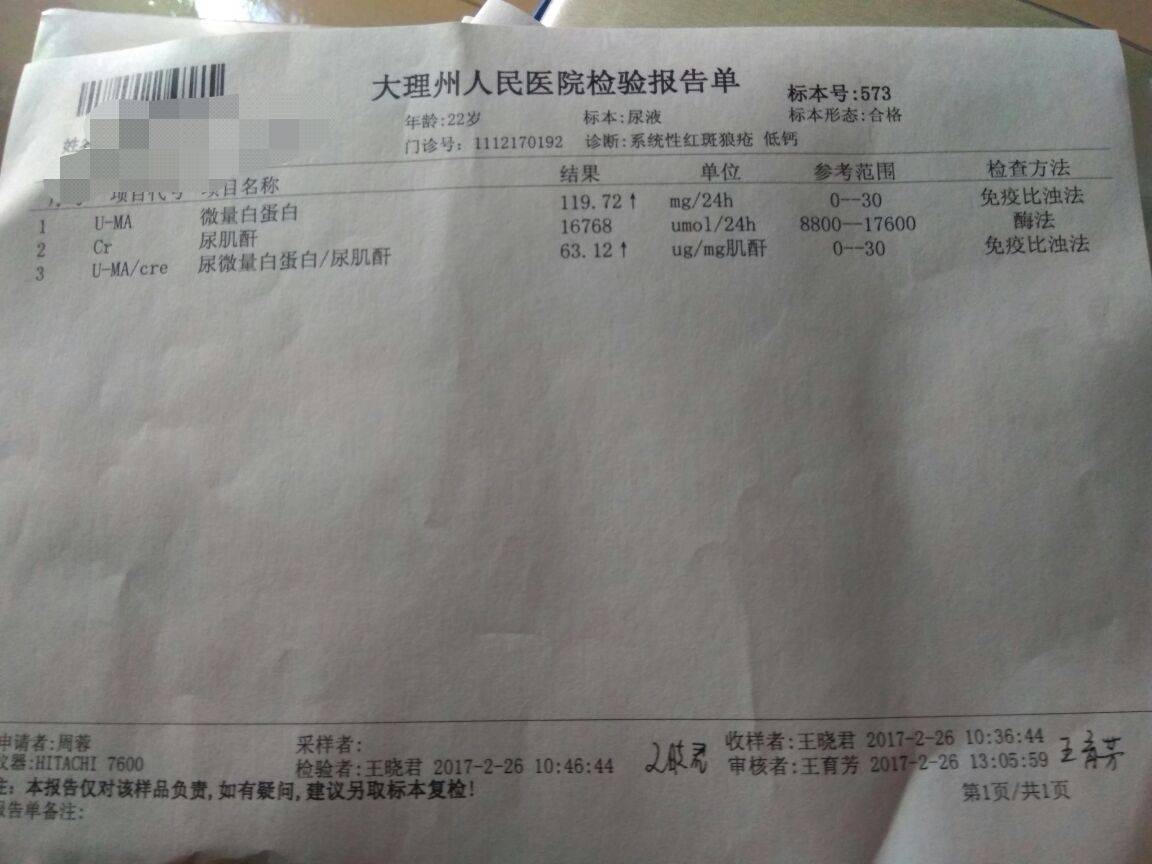 大理州人民医院检验报告单
标本号:573
年龄:22岁 标本:尿液 标本形态:合格
门诊号: 1112170192 诊断:系统性红斑狼疮 低钙
项目代号 项目名称 结果 单位 参考范围 检查方法
1 U-MA 微量白蛋白 119.72↑ mg/24h 0--30 免疫比浊法
2 Cr 尿肌酐 16768 umol/24h 8800--17600 酶法
3 U-MA/cre 尿微量白蛋白/尿肌酐 63.12↑ ug/mg肌酐 0--30 免疫比浊法
申请者:周蓉 采样者: 收样者:王晓君 2017-2-26 10:36:44
仪器:HITACHI 7600 检验者:王晓君 2017-2-26 10:46:44 审核者:王育芳 2017-2-26 13:05:59 王育芳
注: 本报告仅对该样品负责,如有疑问,建议另取标本复检!
第1页/共1页
报告单备注: